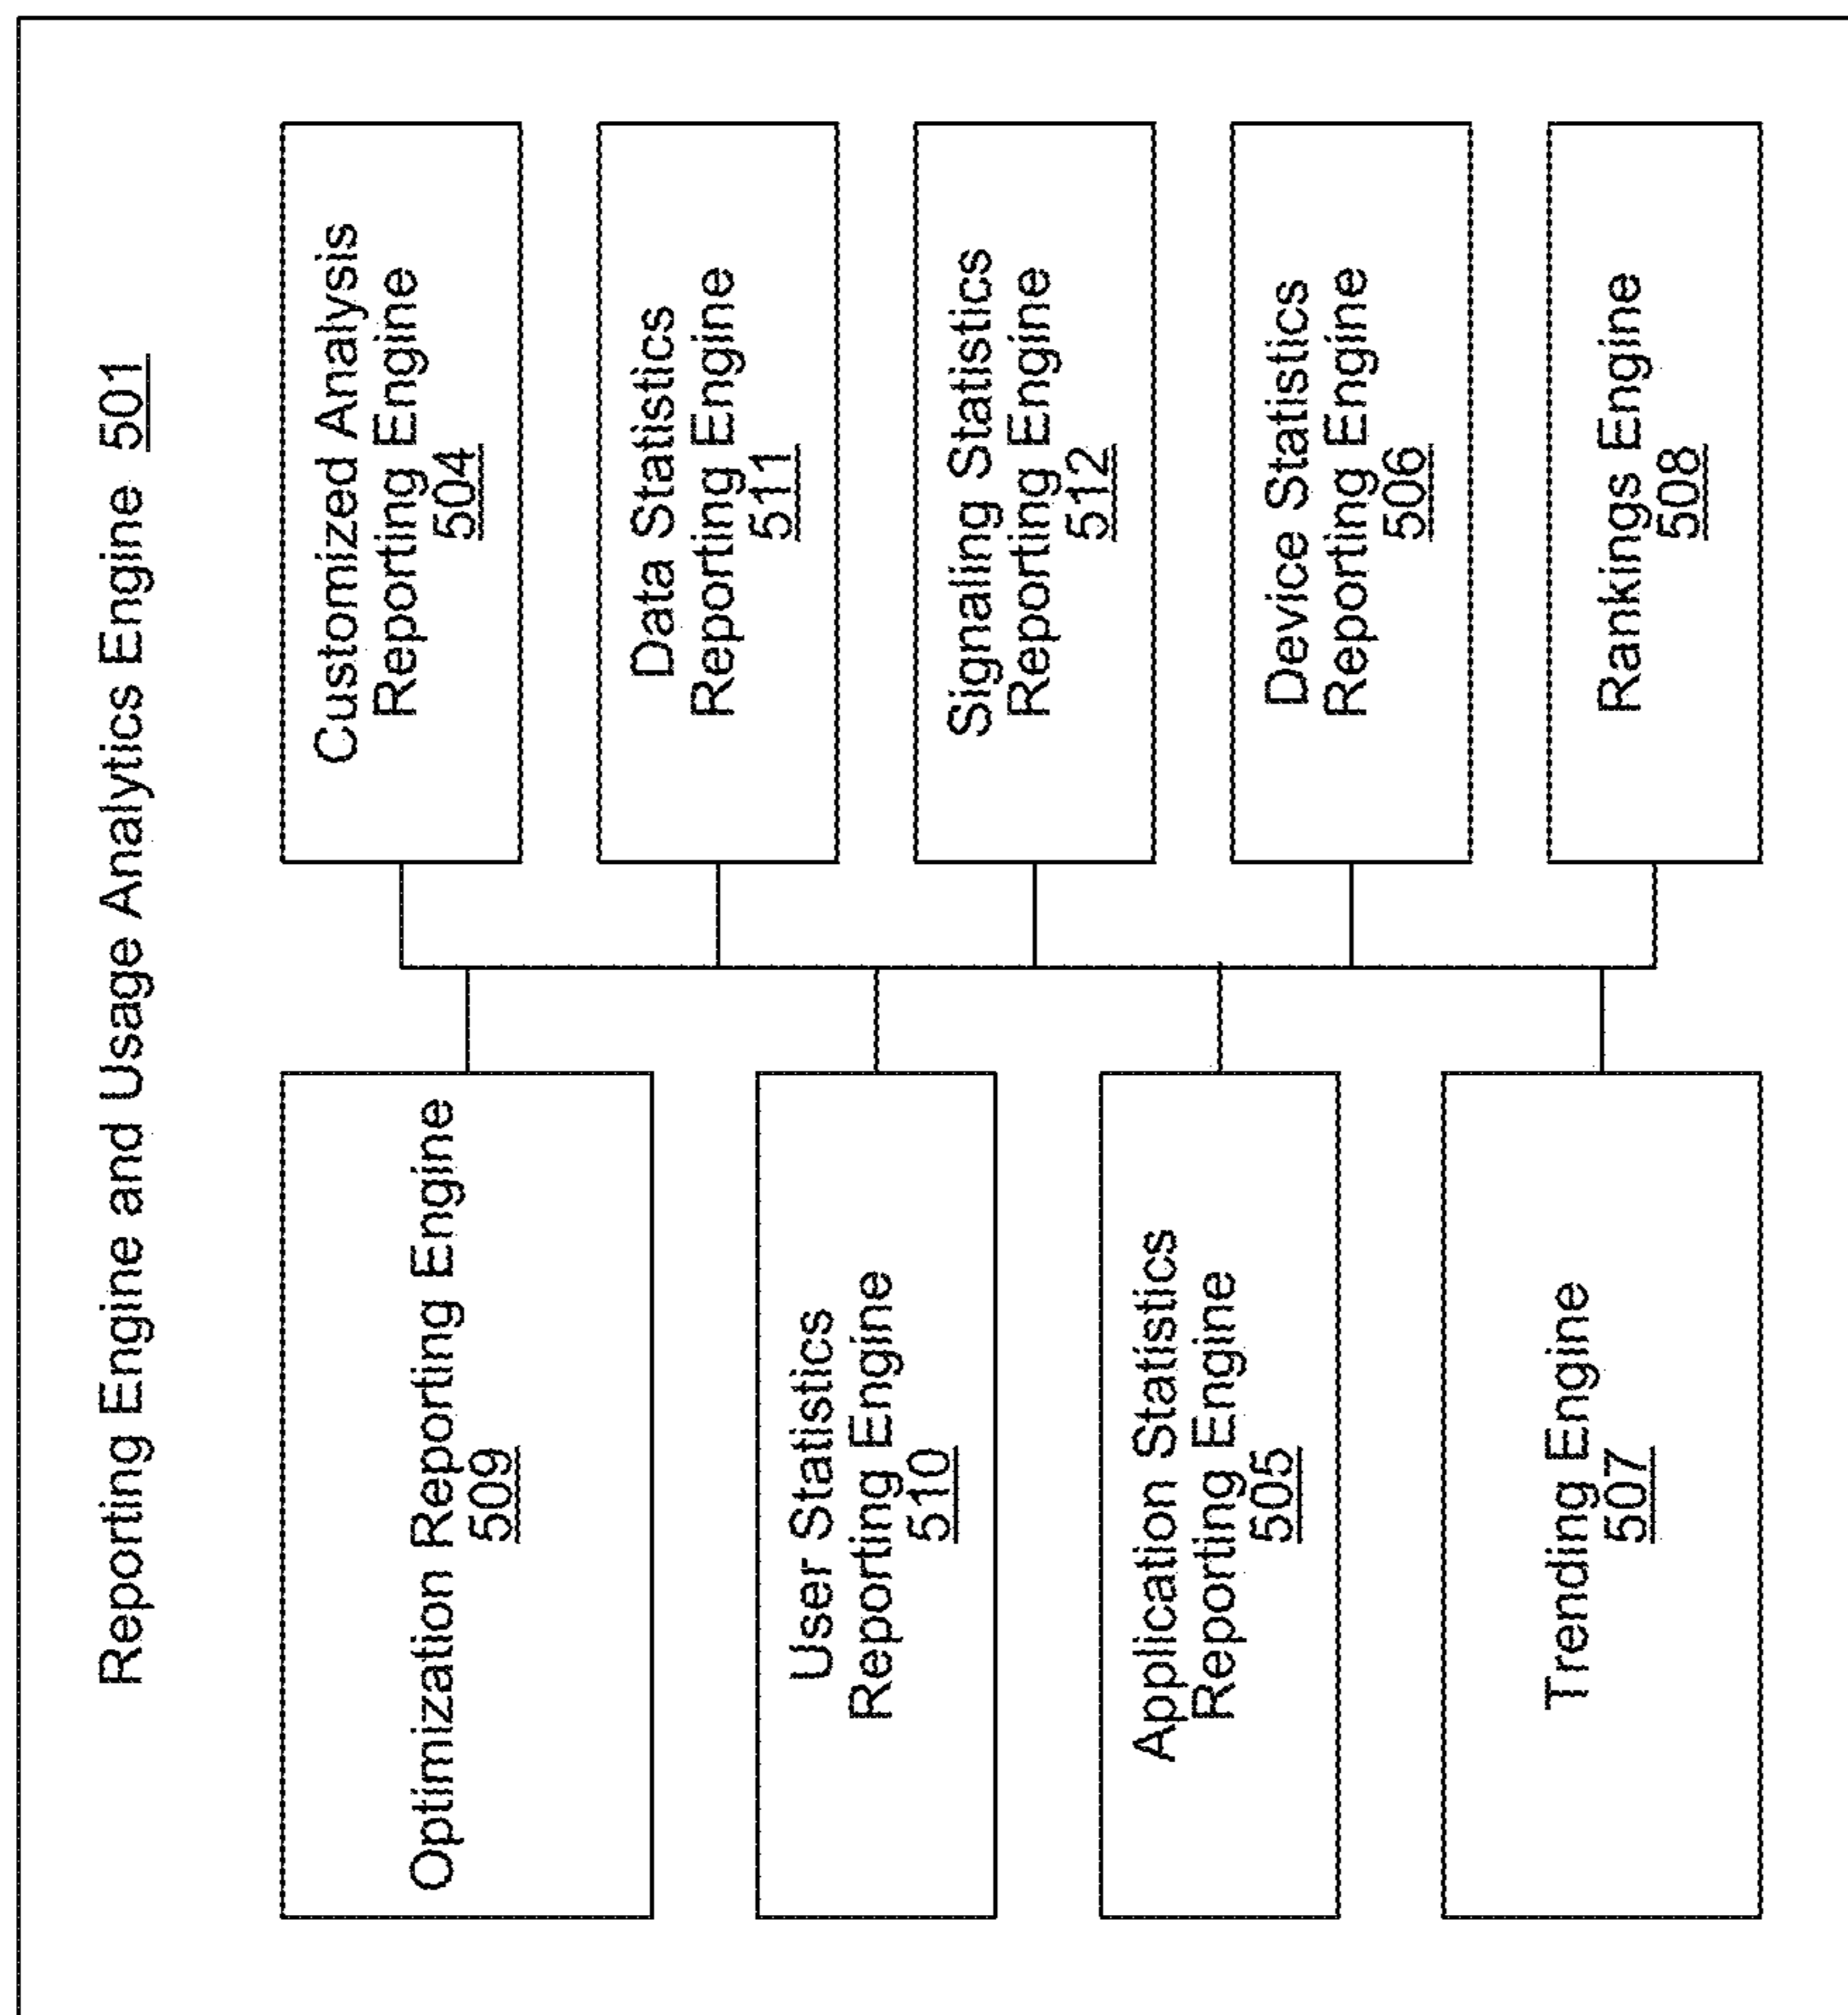 Reporting Engine and Usage Analytics Engine 501
Optimization Reporting Engine
509
User Statistics
Reporting Engine
510
Application Statistics
Reporting Engine
505
Trending Engine
507
Customized Analysis
Reporting Engine
504
Data Statistics
Reporting Engine
511
Signaling Statistics
Reporting Engine
512
Device Statistics
Reporting Engine
506
Rankings Engine
508